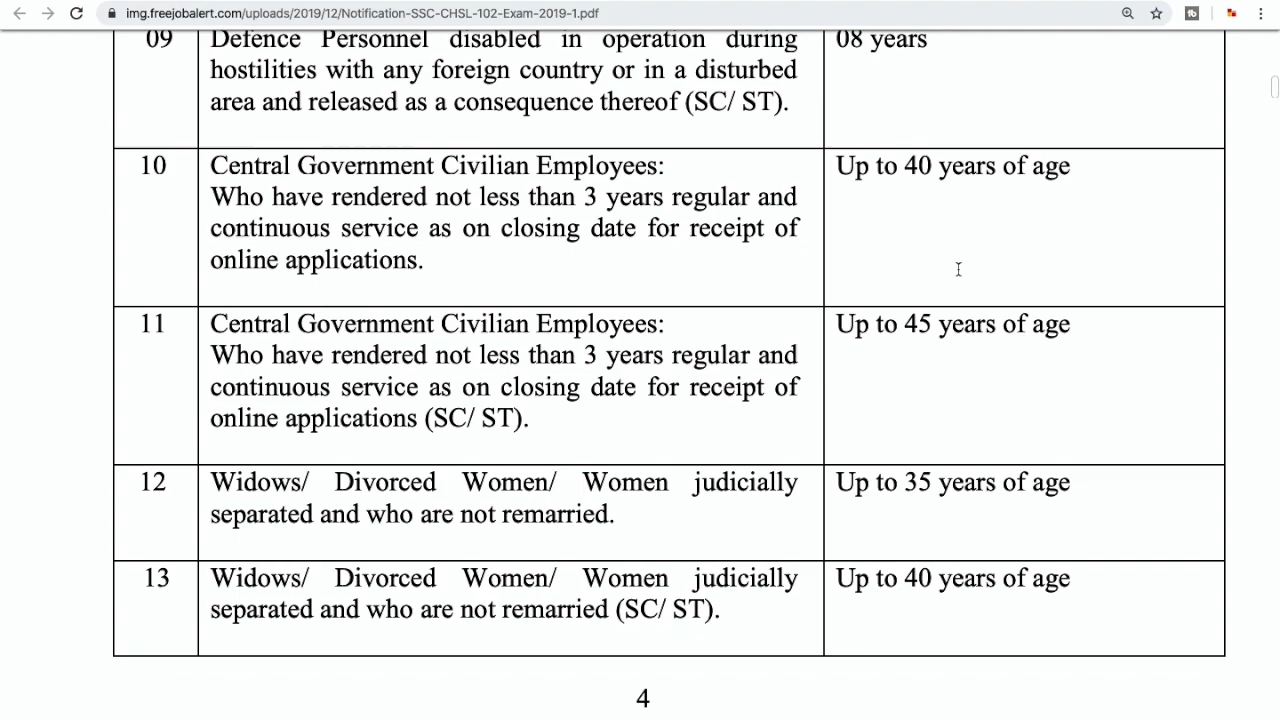 img.freejobalert.com/uploads/2019/12/Notification-SSC-CHSL-102-Exam-2019-1.pdf
09 Defence Personnel disabled in operation during 08 years
hostilities with any foreign country or in a disturbed
area and released as a consequence thereof (SC/ ST).
10 Central Government Civilian Employees: Up to 40 years of age
Who have rendered not less than 3 years regular and
continuous service as on closing date for receipt of
online applications.
11 Central Government Civilian Employees: Up to 45 years of age
Who have rendered not less than 3 years regular and
continuous service as on closing date for receipt of
online applications (SC/ ST).
12 Widows/ Divorced Women/ Women judicially Up to 35 years of age
separated and who are not remarried.
13 Widows/ Divorced Women/ Women judicially Up to 40 years of age
separated and who are not remarried (SC/ ST).
4